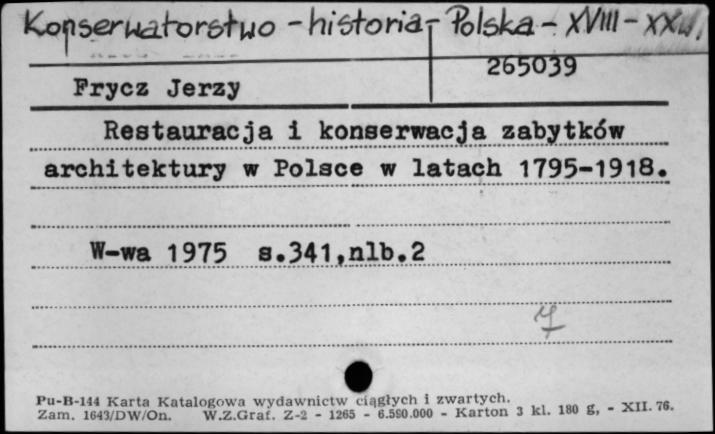 Konserwatorstwo - historia - Polska - XVIII - XX w.
265039
Frycz Jerzy
Restauracja i konserwacja zabytków
architektury w Polsce w latach 1795-1918.
W-wa 1975 s.341,nlb.2
Pu-B-144 Karta Katalogowa wydawnictw ciągłych i zwartych.
Zam. 1643/DW/On. W.Z.Graf. Z-2 - 1265 - 6.590.000 - Karton 3 kl. 180 g, - XII. 76.